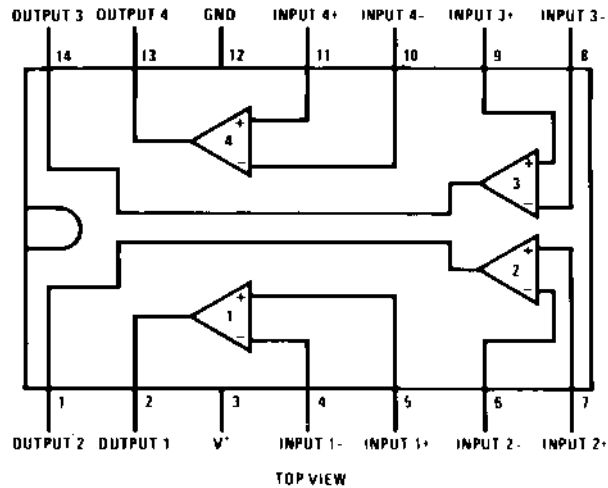 OUTPUT 3 OUTPUT 4 GND INPUT 4+ INPUT 4- INPUT 3+ INPUT 3-
14 13 12 11 10 9 8
+
4
-
+
3
-
+
2
-
+
1
-
1 2 3 4 5 6 7
OUTPUT 2 OUTPUT 1 V+ INPUT 1- INPUT 1+ INPUT 2- INPUT 2+
TOP VIEW